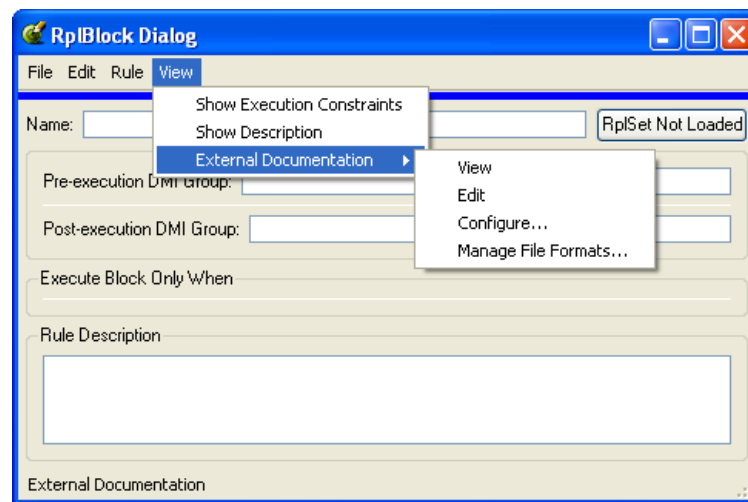 RplBlock Dialog
File Edit Rule View
Show Execution Constraints
Show Description
External Documentation
View
Edit
Configure...
Manage File Formats...
Name:
RplSet Not Loaded
Pre-execution DMI Group:
Post-execution DMI Group:
Execute Block Only When
Rule Description
External Documentation